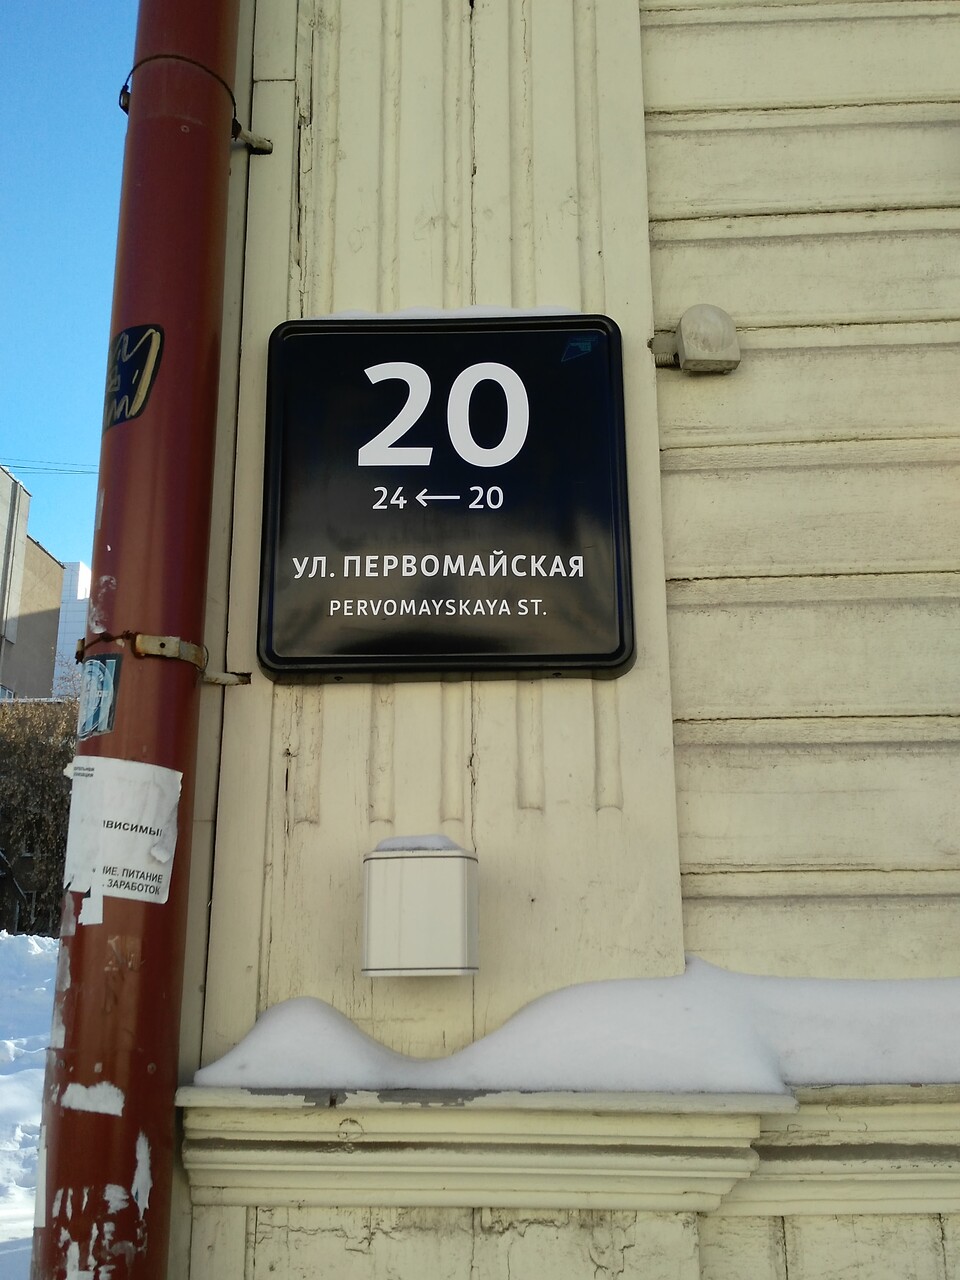 20
24 ← 20
УЛ. ПЕРВОМАЙСКАЯ
PERVOMAYSKAYA ST.
ВИСИМЫ
ИЕ. ПИТАНИЕ
. ЗАРАБОТОК